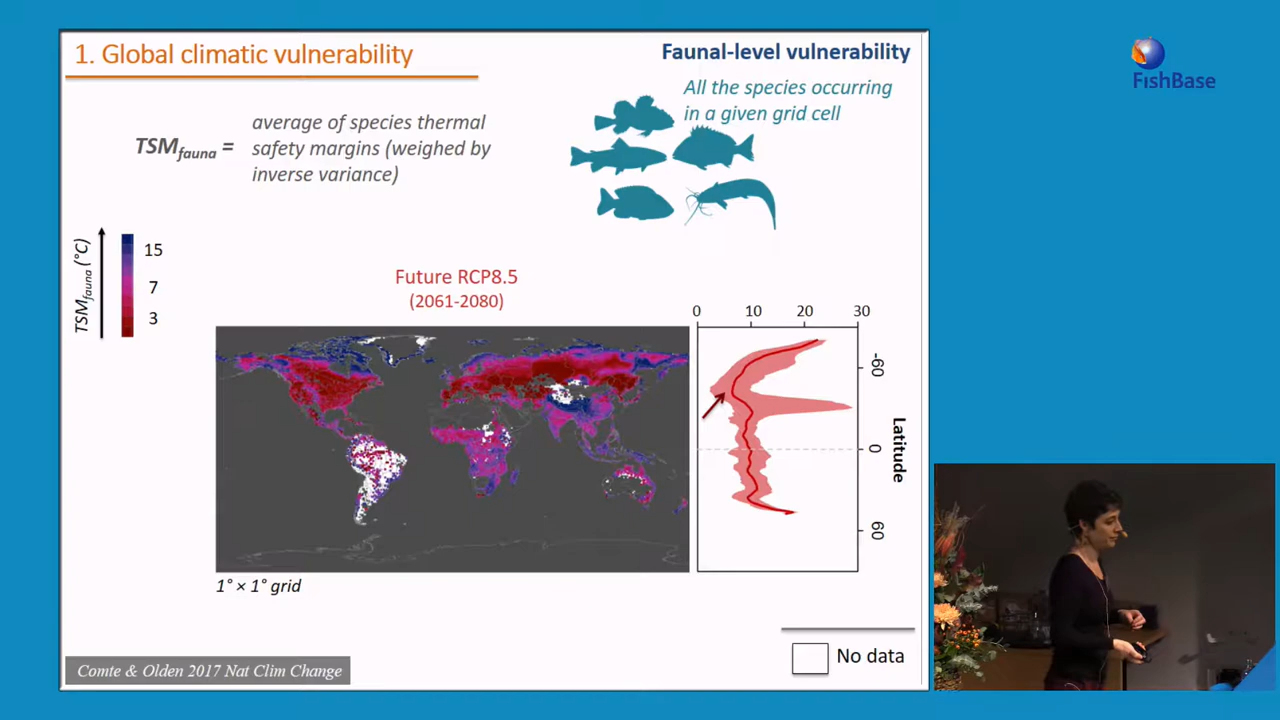 1. Global climatic vulnerability
Faunal-level vulnerability
FishBase
All the species occurring
in a given grid cell
TSMfauna =
average of species thermal
safety margins (weighed by
inverse variance)
TSMfauna (°C)
15
7
3
Future RCP8.5
(2061-2080)
0 10 20 30
-60
0
60
Latitude
1° × 1° grid
No data
Comte & Olden 2017 Nat Clim Change